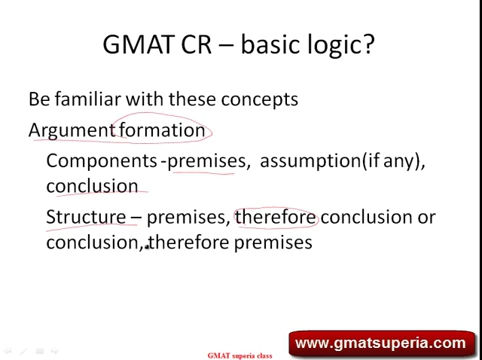 GMAT CR – basic logic?
Be familiar with these concepts
Argument formation
Components -premises, assumption(if any),
conclusion
Structure – premises, therefore conclusion or
conclusion, therefore premises
www.gmatsuperia.com
GMAT superia class